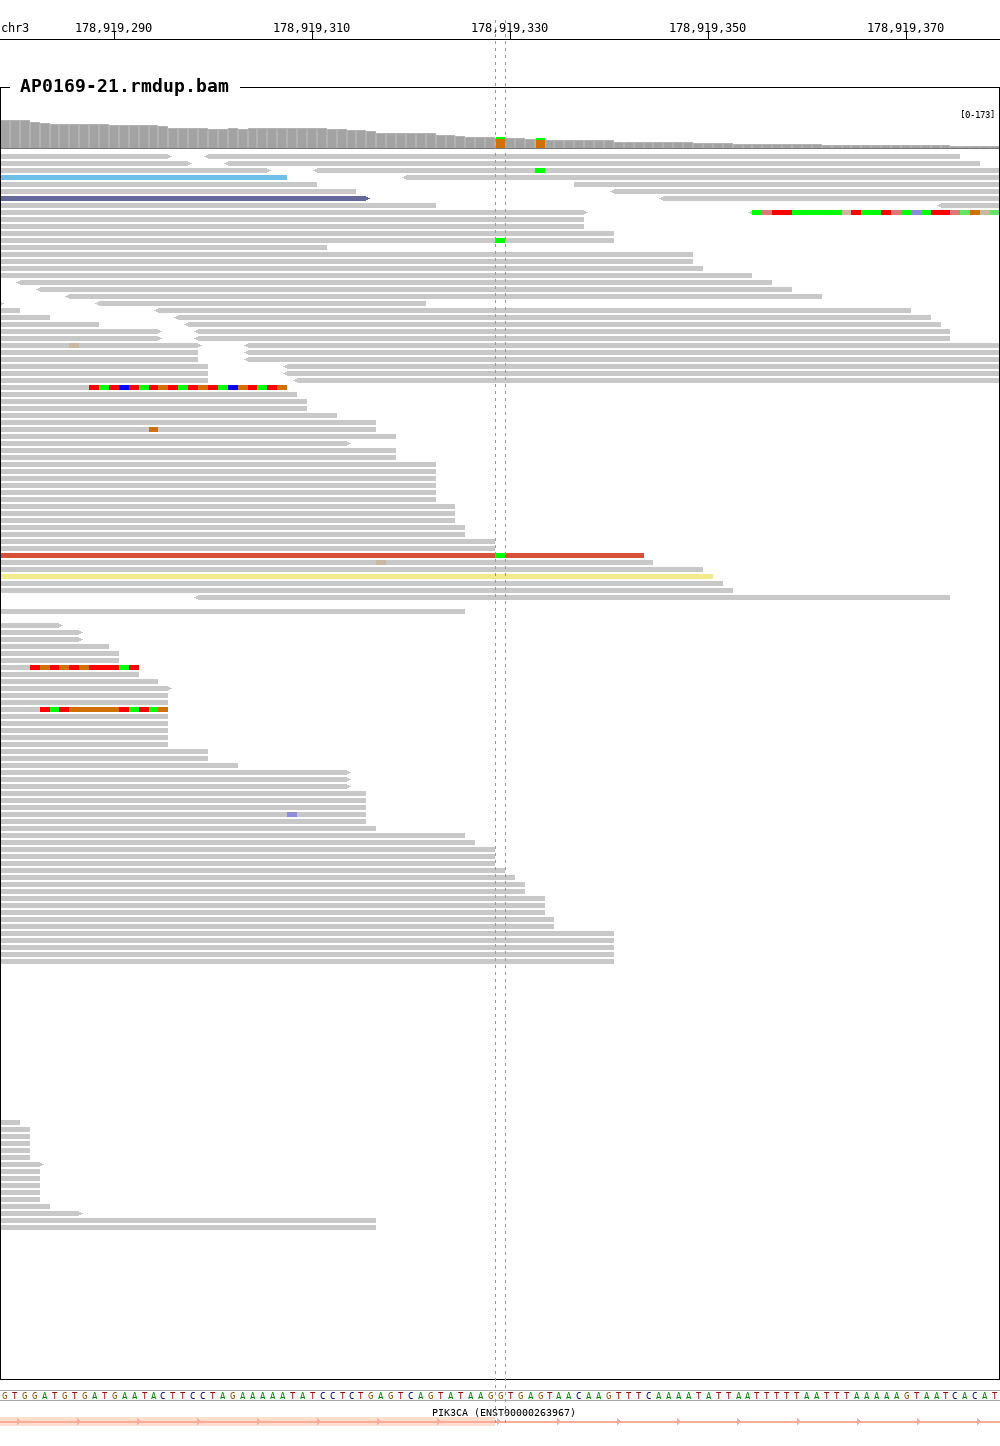 chr3 178,919,290 178,919,310 178,919,330 178,919,350 178,919,370
AP0169-21.rmdup.bam
[0-173]
G T G G A T G T G A T G A A T A C T T C C T A G A A A A A T A T C C T C T G A G T C A G T A T A A G G T G A G T A A C A A G T T T C A A A A T A T T A A T T T T T A A T T T A A A A A G T A A T C A C A T
PIK3CA (ENST00000263967)